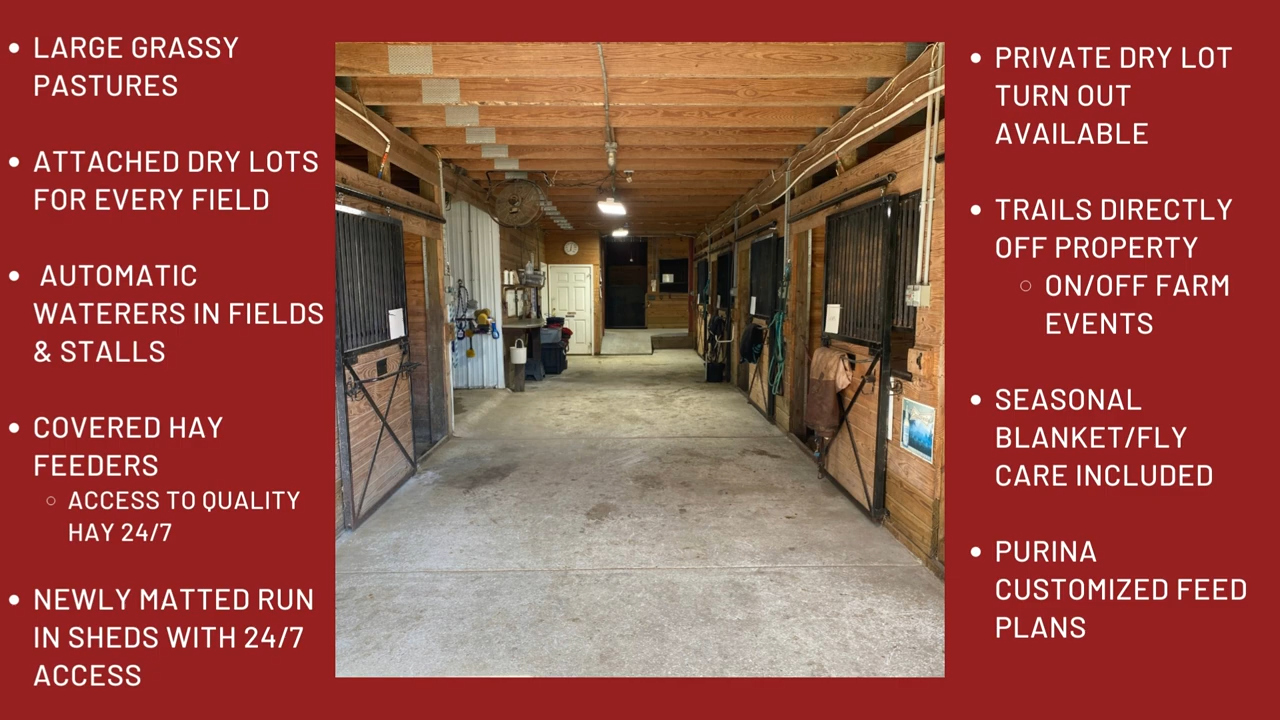 LARGE GRASSY
PASTURES
ATTACHED DRY LOTS
FOR EVERY FIELD
AUTOMATIC
WATERERS IN FIELDS
& STALLS
COVERED HAY
FEEDERS
ACCESS TO QUALITY
HAY 24/7
NEWLY MATTED RUN
IN SHEDS WITH 24/7
ACCESS
PRIVATE DRY LOT
TURN OUT
AVAILABLE
TRAILS DIRECTLY
OFF PROPERTY
ON/OFF FARM
EVENTS
SEASONAL
BLANKET/FLY
CARE INCLUDED
PURINA
CUSTOMIZED FEED
PLANS